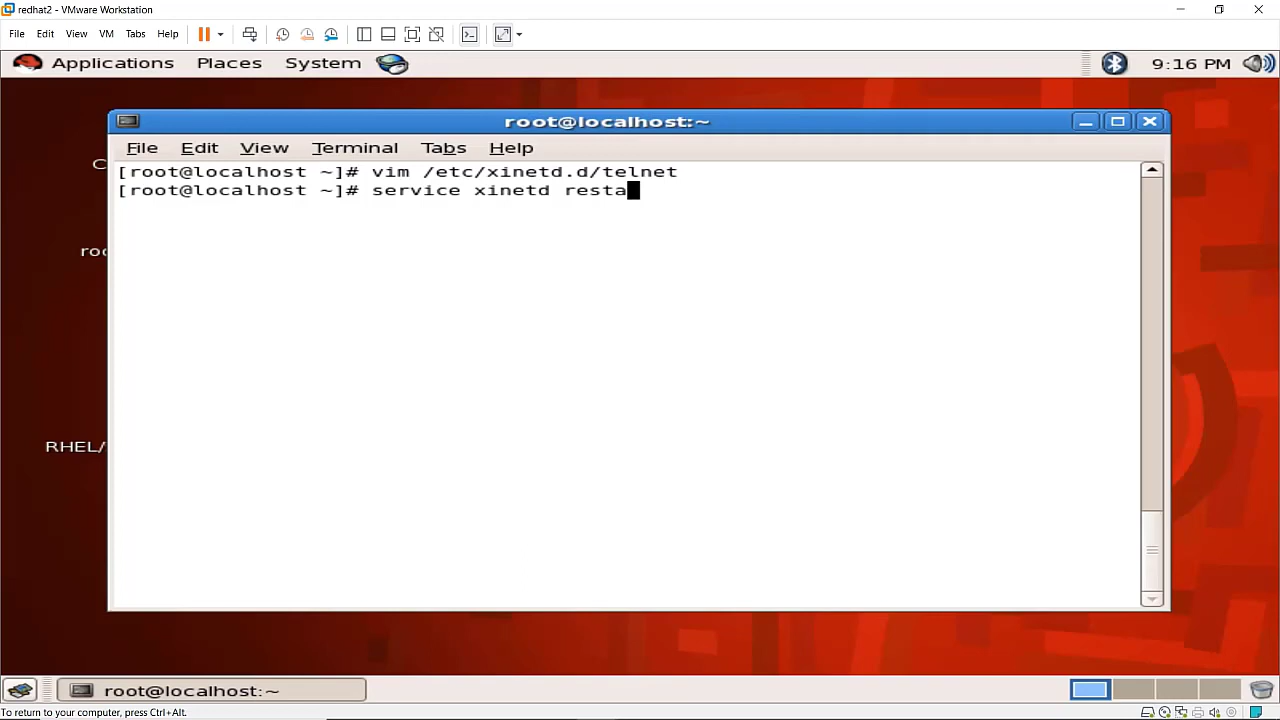 redhat2 - VMware Workstation
File Edit View VM Tabs Help
Applications Places System
9:16 PM
root@localhost:~
File Edit View Terminal Tabs Help
[root@localhost ~]# vim /etc/xinetd.d/telnet
[root@localhost ~]# service xinetd resta
C
roo
RHEL/
root@localhost:~
To return to your computer, press Ctrl+Alt.